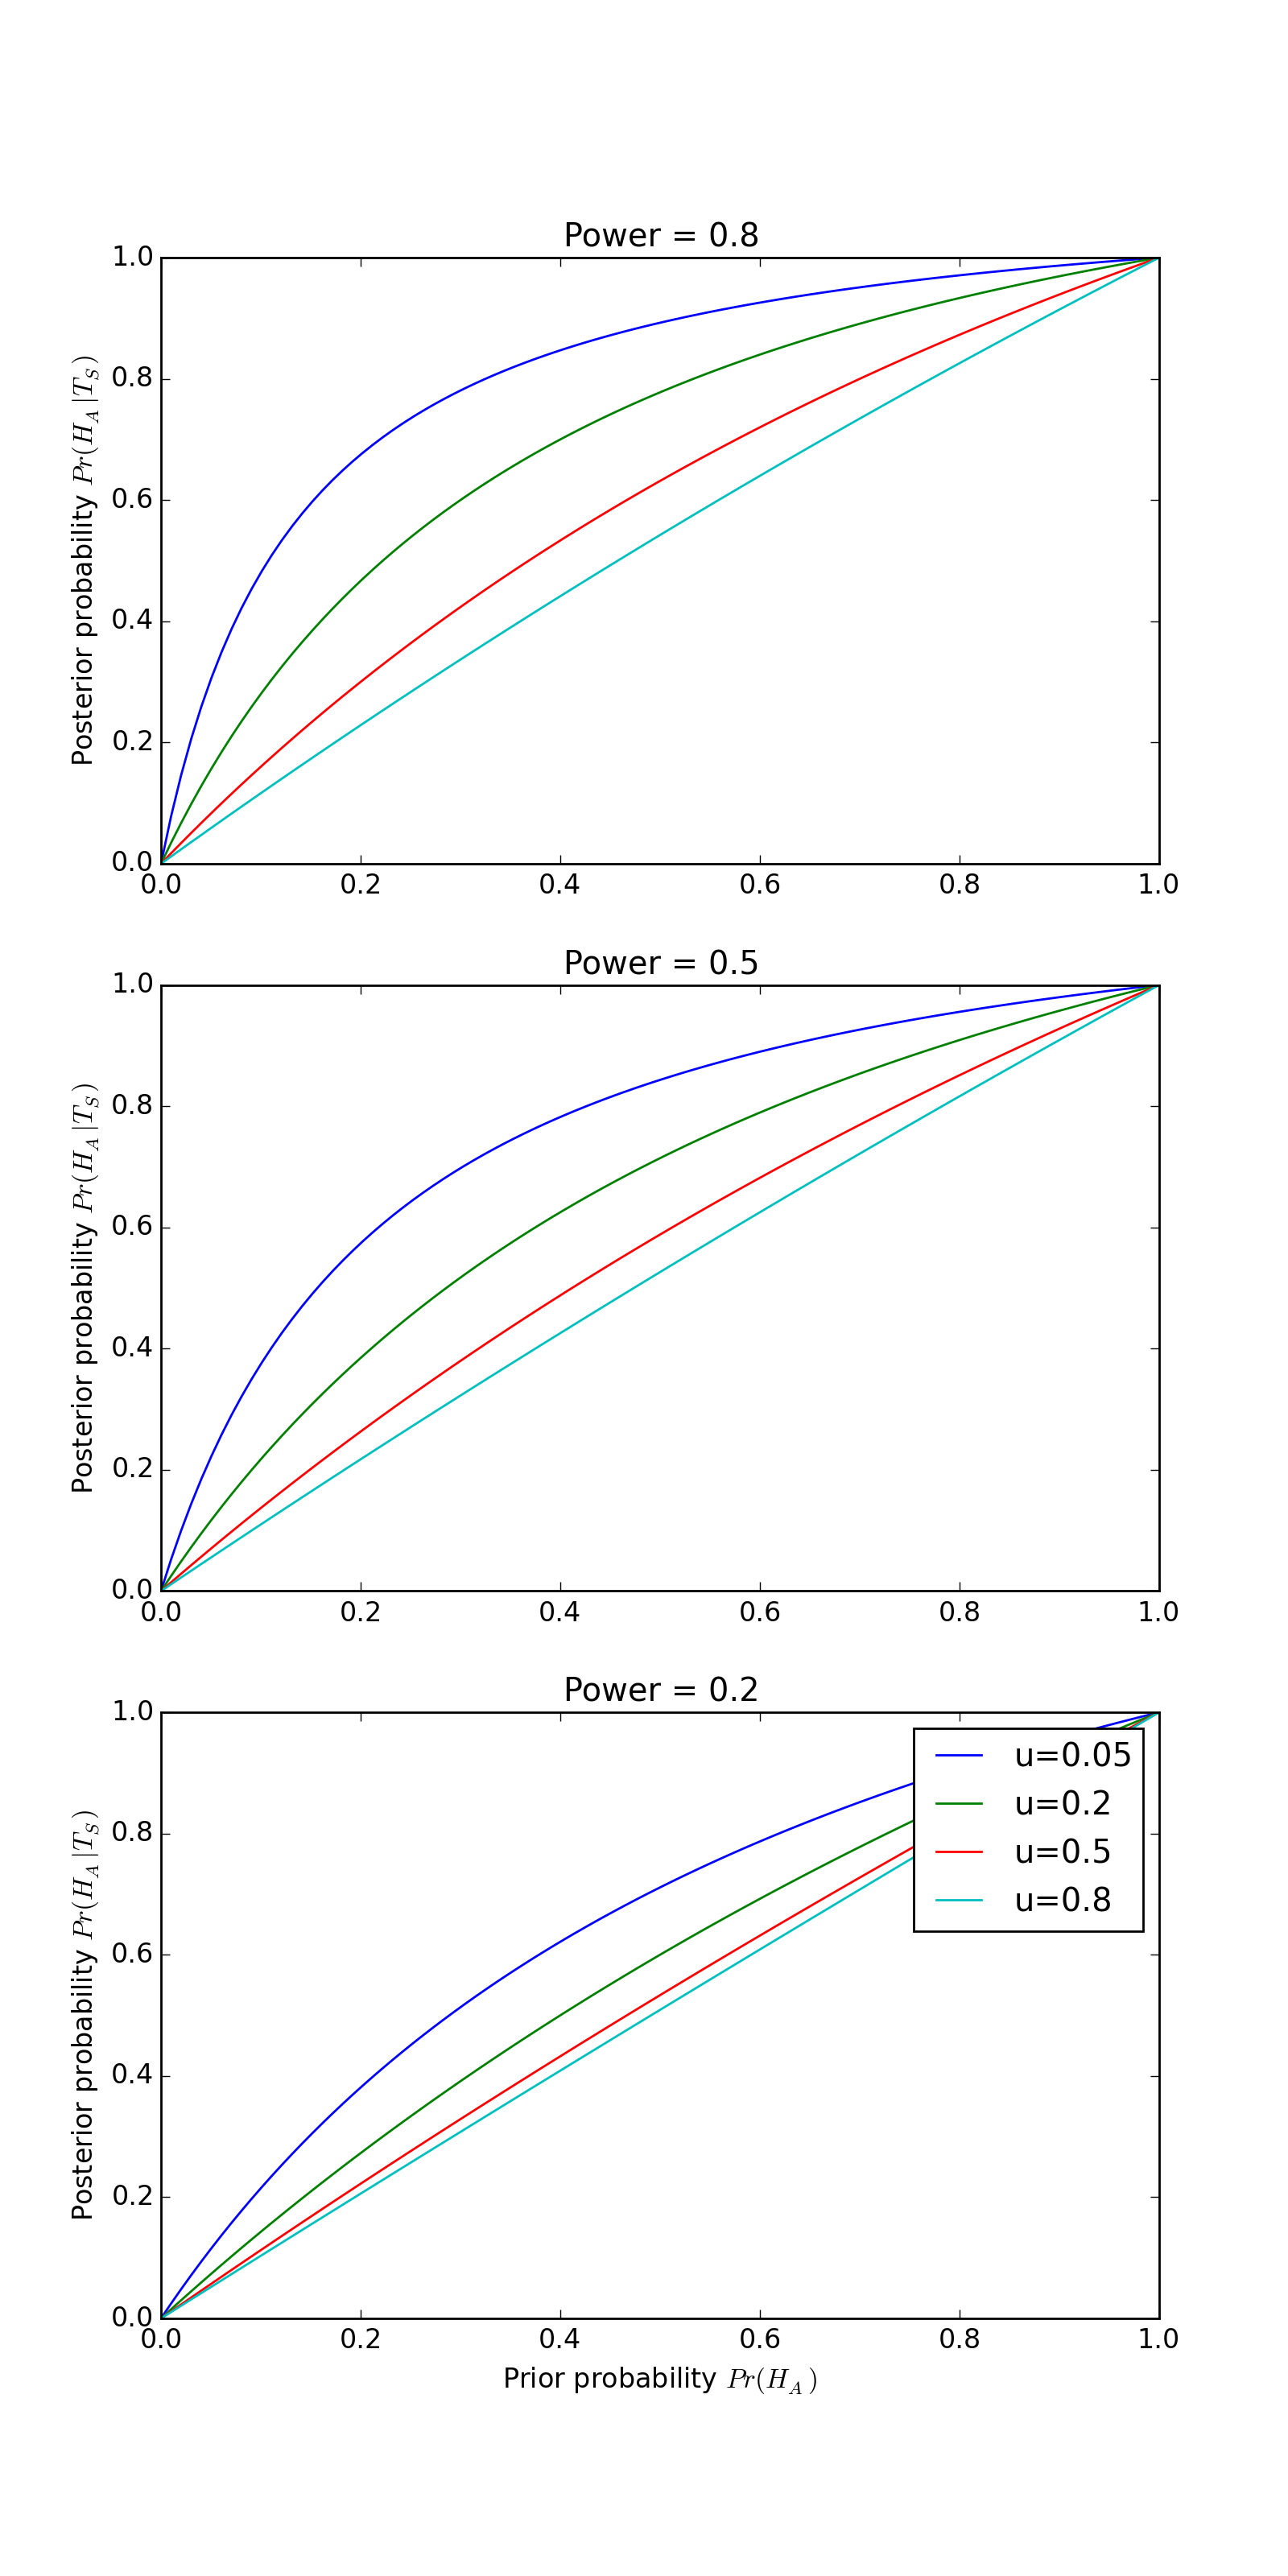 Power = 0.8
1.0
0.8
0.6
0.4
0.2
0.0
Posterior probability Pr(H_A|T_S)
0.0 0.2 0.4 0.6 0.8 1.0
Power = 0.5
1.0
0.8
0.6
0.4
0.2
0.0
Posterior probability Pr(H_A|T_S)
0.0 0.2 0.4 0.6 0.8 1.0
Power = 0.2
1.0
0.8
0.6
0.4
0.2
0.0
Posterior probability Pr(H_A|T_S)
u=0.05
u=0.2
u=0.5
u=0.8
0.0 0.2 0.4 0.6 0.8 1.0
Prior probability Pr(H_A)